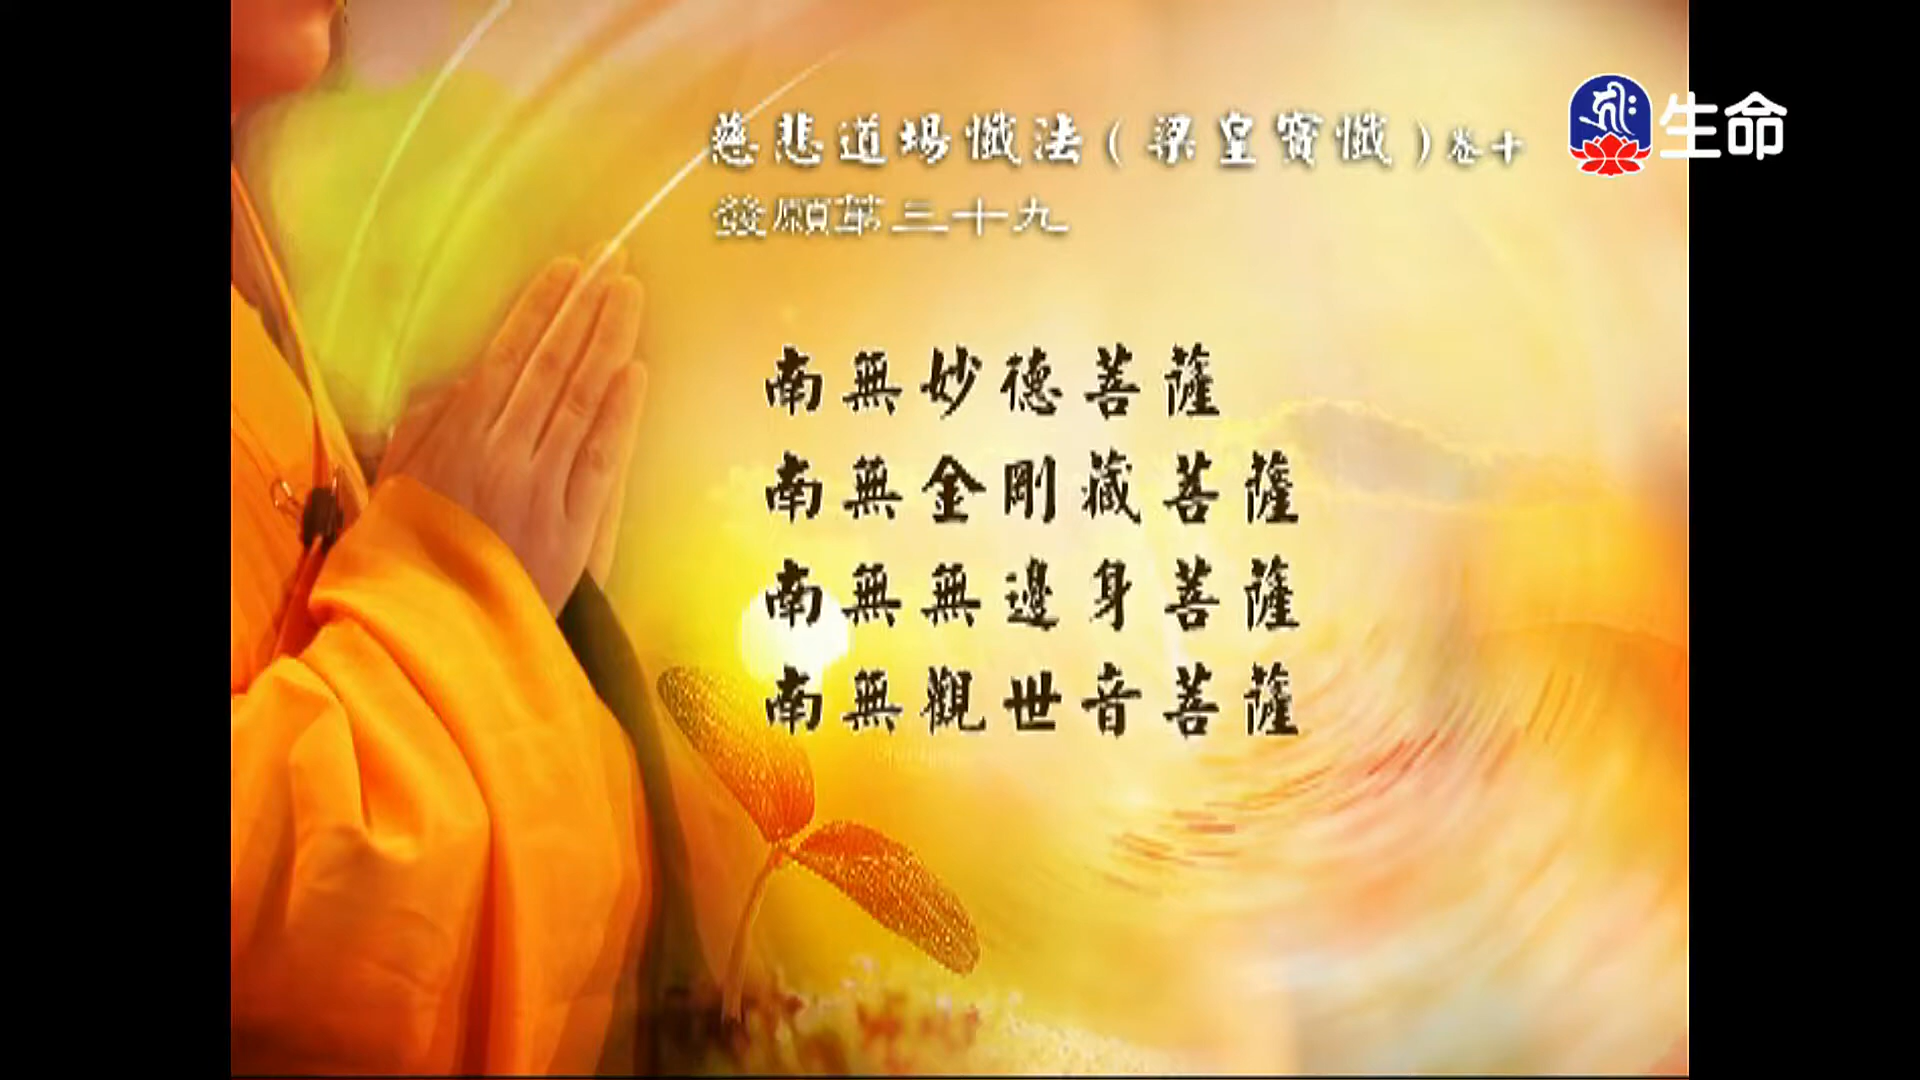 慈悲道場懺法(梁皇寶懺)卷十
生命
發願第三十九
南無妙德菩薩
南無金剛藏菩薩
南無無邊身菩薩
南無觀世音菩薩